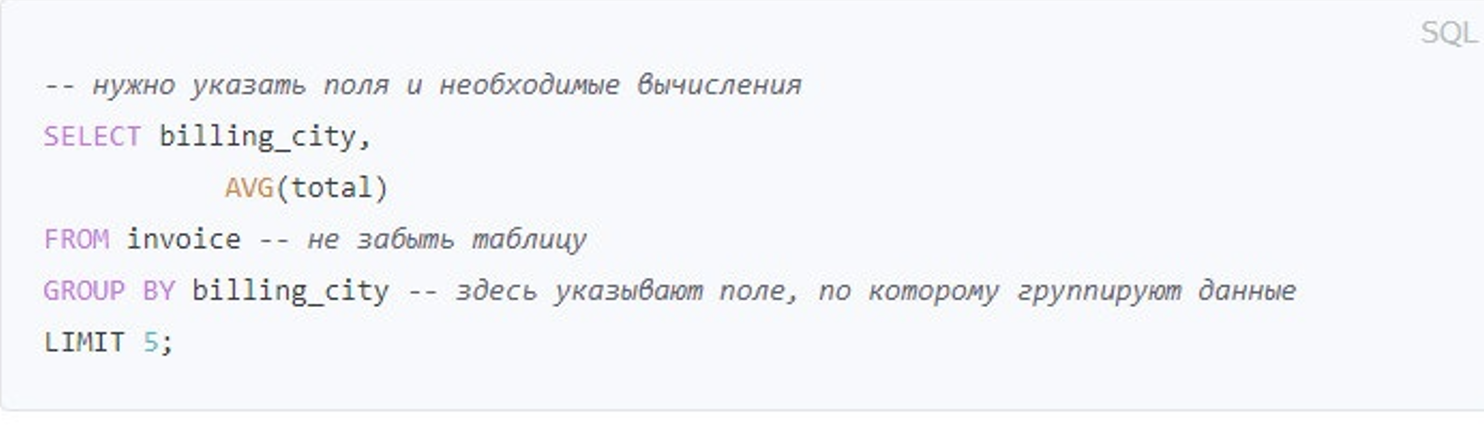 SQL
-- нужно указать поля и необходимые вычисления
SELECT billing_city,
AVG(total)
FROM invoice -- не забыть таблицу
GROUP BY billing_city -- здесь указывают поле, по которому группируют данные
LIMIT 5;